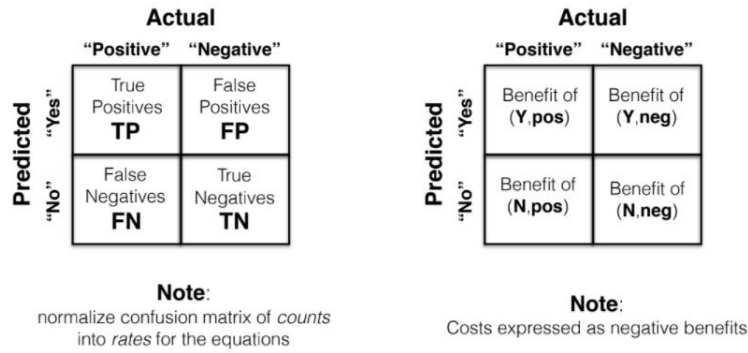 Actual
"Positive" "Negative"
Predicted
"Yes"
"No"
True
Positives
TP
False
Positives
FP
False
Negatives
FN
True
Negatives
TN
Note:
normalize confusion matrix of counts
into rates for the equations
Actual
"Positive" "Negative"
Predicted
"Yes"
"No"
Benefit of
(Y,pos)
Benefit of
(Y,neg)
Benefit of
(N,pos)
Benefit of
(N,neg)
Note:
Costs expressed as negative benefits